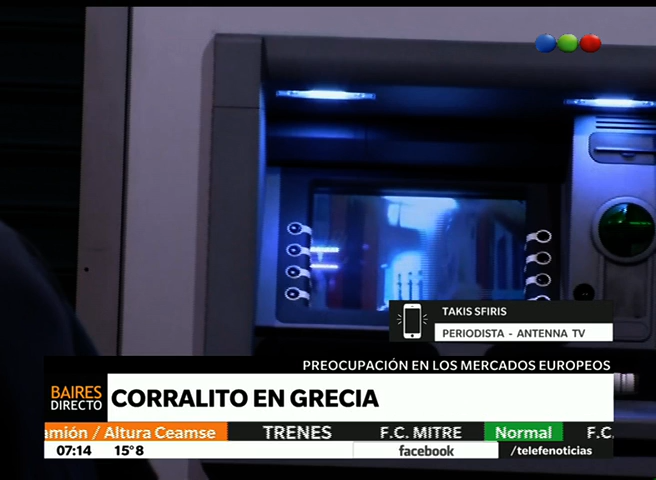 TAKIS SFIRIS
PERIODISTA - ANTENNA TV
PREOCUPACIÓN EN LOS MERCADOS EUROPEOS
BAIRES
DIRECTO
CORRALITO EN GRECIA
amión / Altura Ceamse TRENES F.C. MITRE Normal F.C
07:14 15°8 facebook /telefenoticias